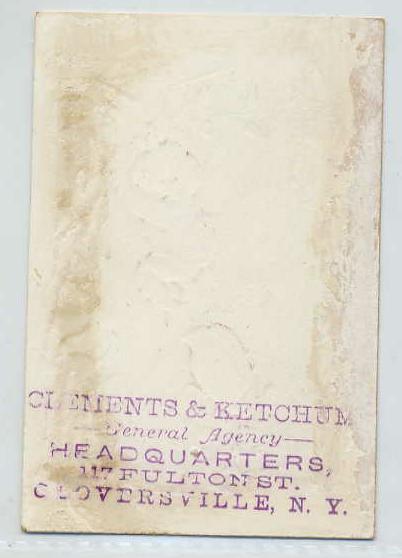 CLEMENTS & KETCHUM
—General Agency—
HEADQUARTERS,
117 FULTON ST.
GLOVERSVILLE, N. Y.